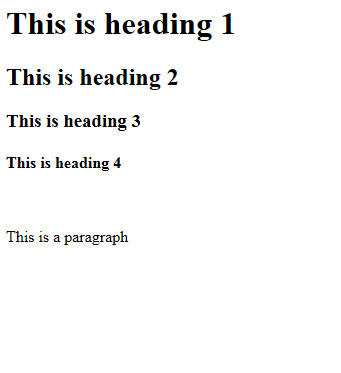 This is heading 1
This is heading 2
This is heading 3
This is heading 4
This is a paragraph